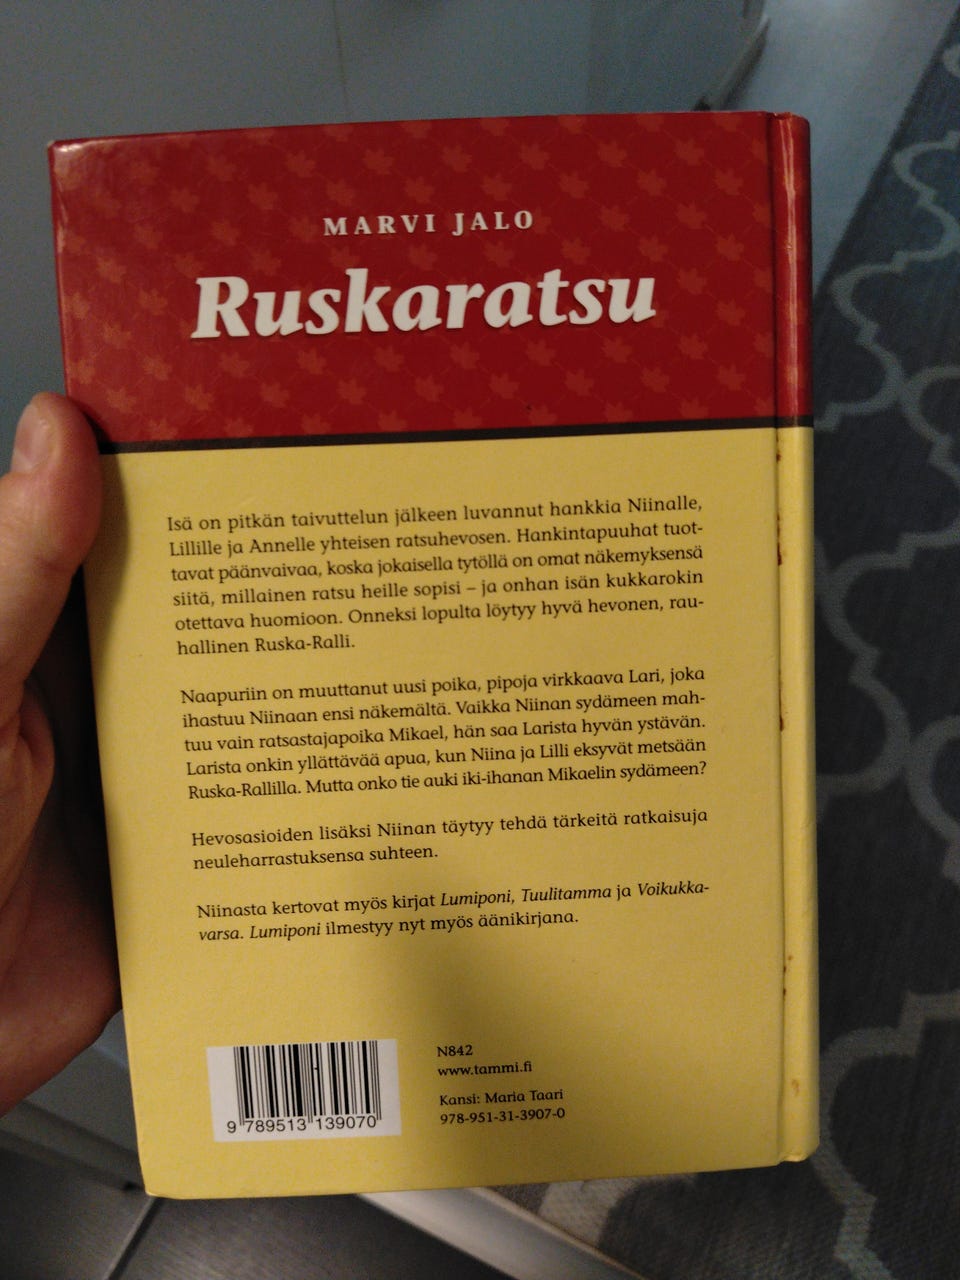 MARVI JALO
Ruskaratsu
Isä on pitkän taivuttelun jälkeen luvannut hankkia Niinalle,
Lillille ja Annelle yhteisen ratsuhevosen. Hankintapuuhat tuot-
tavat päänvaivaa, koska jokaisella tytöllä on omat näkemyksensä
siitä, millainen ratsu heille sopisi – ja onhan isän kukkarokin
otettava huomioon. Onneksi lopulta löytyy hyvä hevonen, rau-
hallinen Ruska-Ralli.
Naapuriin on muuttanut uusi poika, pipoja virkkaava Lari, joka
ihastuu Niinaan ensi näkemältä. Vaikka Niinan sydämeen mah-
tuu vain ratsastajapoika Mikael, hän saa Larista hyvän ystävän.
Larista onkin yllättävää apua, kun Niina ja Lilli eksyvät metsään
Ruska-Rallilla. Mutta onko tie auki iki-ihanan Mikaelin sydämeen?
Hevosasioiden lisäksi Niinan täytyy tehdä tärkeitä ratkaisuja
neuleharrastuksensa suhteen.
Niinasta kertovat myös kirjat Lumiponi, Tuulitamma ja Voikukka-
varsa. Lumiponi ilmestyy nyt myös äänikirjana.
N842
www.tammi.fi
Kansi: Maria Taari
978-951-31-3907-0
9 789513 139070